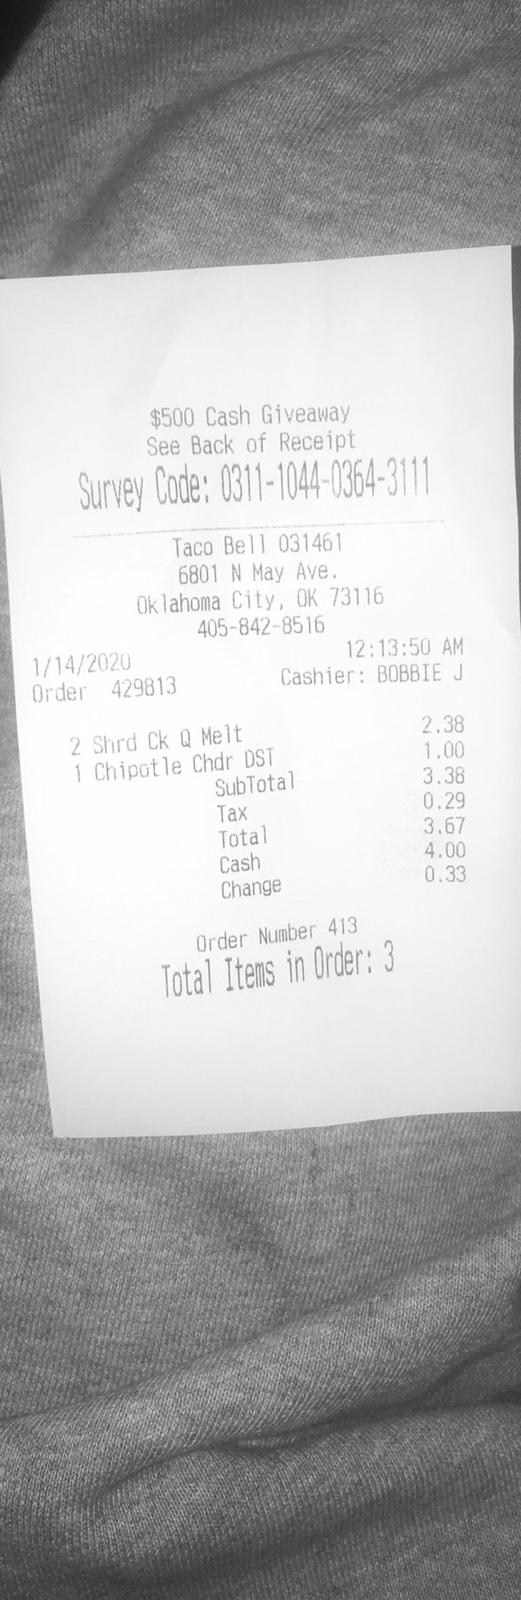 $500 Cash Giveaway
See Back of Receipt
Survey Code: 0311-1044-0364-3111
Taco Bell 031461
6801 N May Ave.
Oklahoma City, OK 73116
405-842-8516
1/14/2020 12:13:50 AM
Order 429813 Cashier: BOBBIE J
2 Shrd Ck Q Melt 2.38
1 Chipotle Chdr DST 1.00
SubTotal 3.38
Tax 0.29
Total 3.67
Cash 4.00
Change 0.33
Order Number 413
Total Items in Order: 3